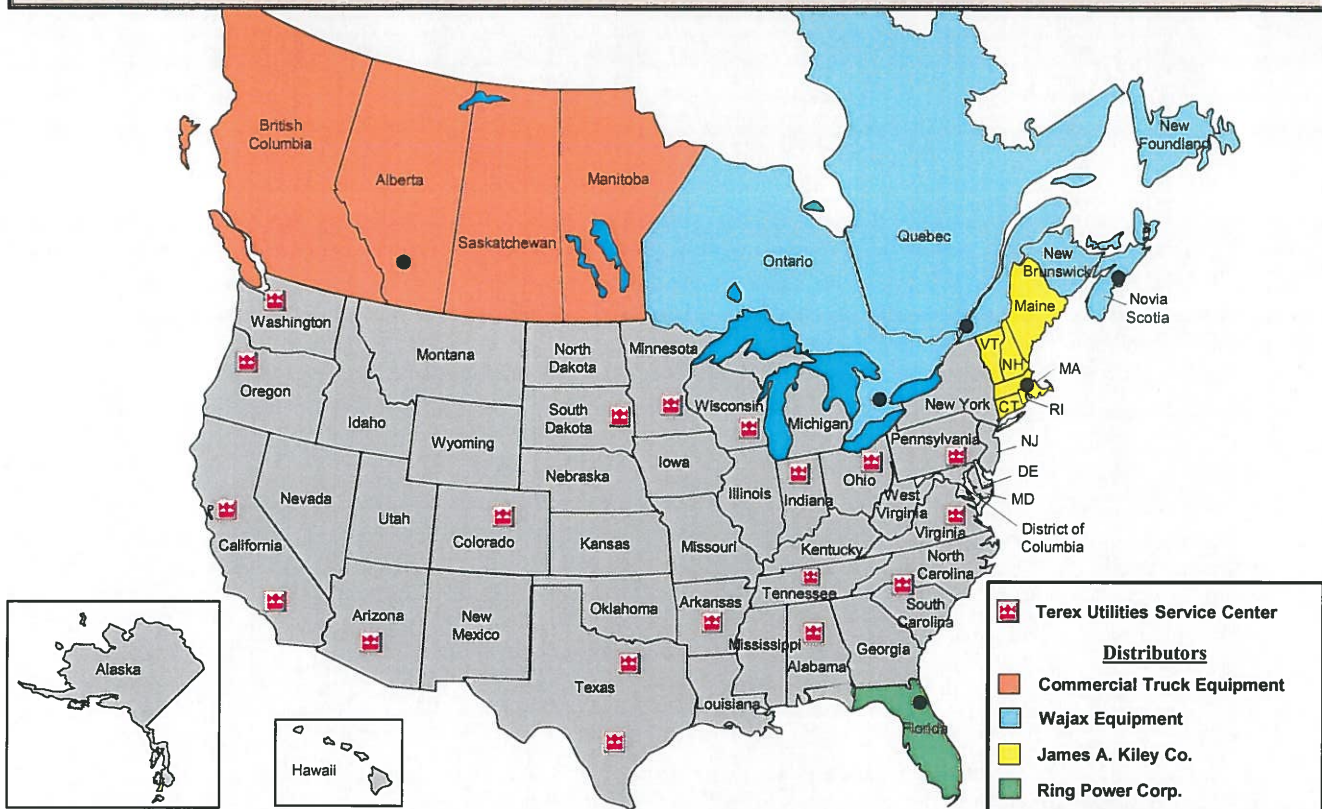 British
Columbia
Alberta
Saskatchewan
Manitoba
Ontario
Quebec
New
Foundland
New
Brunswick
Novia
Scotia
Maine
VT
NH
MA
CT
RI
Washington
Oregon
Montana
Idaho
Wyoming
North
Dakota
South
Dakota
Minnesota
Wisconsin
Michigan
New York
Pennsylvania
NJ
DE
MD
District of
Columbia
Nebraska
Iowa
Illinois
Indiana
Ohio
West
Virginia
Virginia
Nevada
Utah
Colorado
Kansas
Missouri
Kentucky
California
Arizona
New
Mexico
Oklahoma
Arkansas
Tennessee
North
Carolina
South
Carolina
Texas
Louisiana
Mississippi
Alabama
Georgia
Florida
Alaska
Hawaii
Terex Utilities Service Center
Distributors
Commercial Truck Equipment
Wajax Equipment
James A. Kiley Co.
Ring Power Corp.